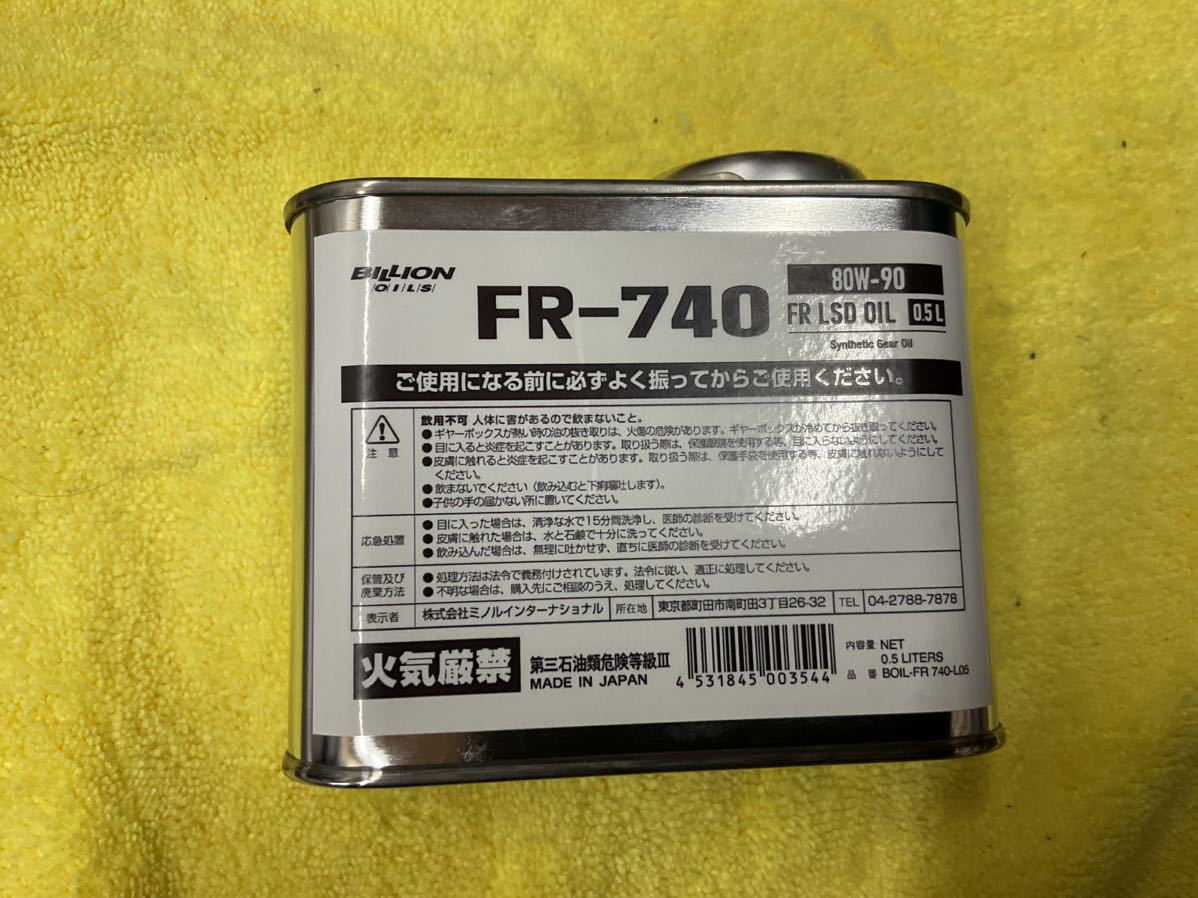 BILLION
OILS
FR-740
80W-90
FR LSD OIL 0.5L
Synthetic Gear Oil
ご使用になる前に必ずよく振ってからご使用ください。
注意
飲用不可 人体に害があるので飲まないこと。
●ギヤーボックスが熱い時の油の抜き取りは、火傷の危険があります。ギヤーボックスが冷めてから抜き取ってください。
●目に入ると炎症を起こすことがあります。取り扱う際は、保護眼鏡を使用する等、目に入らないようにしてください。
●皮膚に触れると炎症を起こすことがあります。取り扱う際は、保護手袋を使用する等、皮膚に触れないようにして
ください。
●飲まないでください（飲み込むと下痢嘔吐します）。
●子供の手の届かない所に置いてください。
応急処置
●目に入った場合は、清浄な水で15分間洗浄し、医師の診断を受けてください。
●皮膚に触れた場合は、水と石鹸で十分に洗ってください。
●飲み込んだ場合は、無理に吐かせず、直ちに医師の診断を受けてください。
保管及び
廃棄方法
●処理方法は法令で義務付けされています。法令に従い、適正に処理してください。
●不明な場合は、購入先にご相談のうえ、処理してください。
表示者 株式会社ミノルインターナショナル 所在地 東京都町田市南町田3丁目26-32 TEL 04-2788-7878
火気厳禁
第三石油類危険等級Ⅲ
MADE IN JAPAN
4 531845 003544
内容量 NET
0.5 LITERS
品番 BOIL-FR 740-L05